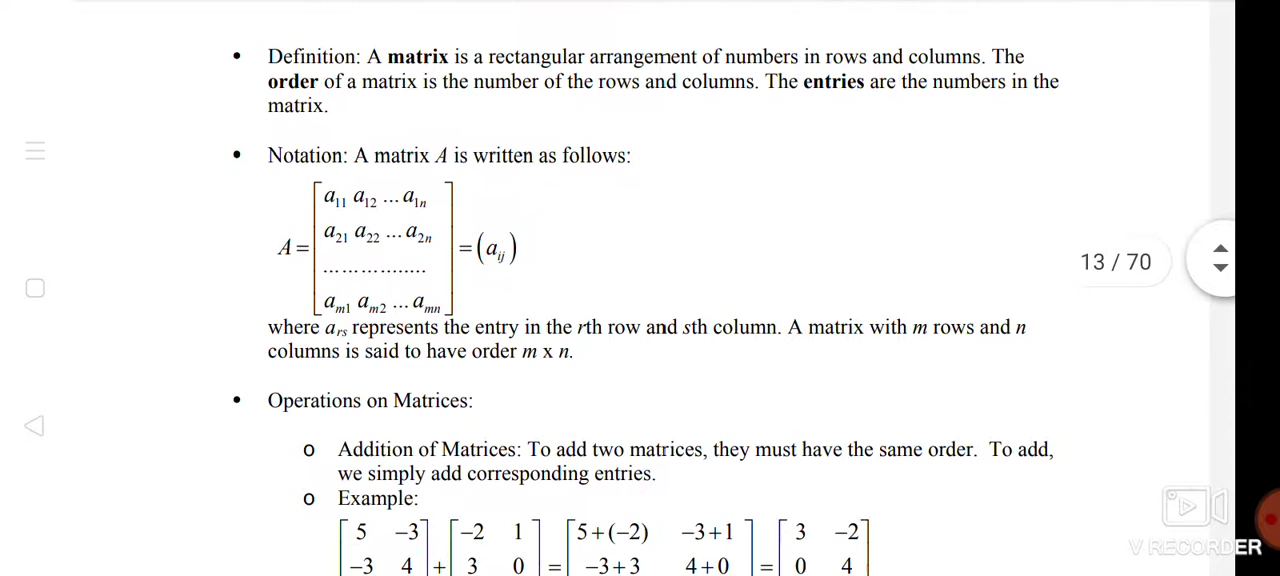 • Definition: A matrix is a rectangular arrangement of numbers in rows and columns. The
order of a matrix is the number of the rows and columns. The entries are the numbers in the
matrix.
• Notation: A matrix A is written as follows:
a₁₁ a₁₂ ... a₁ₙ
a₂₁ a₂₂ ... a₂ₙ
A = [ ] = (aᵢⱼ)
..................
aₘ₁ aₘ₂ ... aₘₙ
where aᵣₛ represents the entry in the rth row and sth column. A matrix with m rows and n
columns is said to have order m x n.
13 / 70
• Operations on Matrices:
o Addition of Matrices: To add two matrices, they must have the same order. To add,
we simply add corresponding entries.
o Example:
[ 5 −3 ] [ −2 1 ] [ 5+(−2) −3+1 ] [ 3 −2 ]
−3 4 + 3 0 = −3+3 4+0 = 0 4
V RECORDER